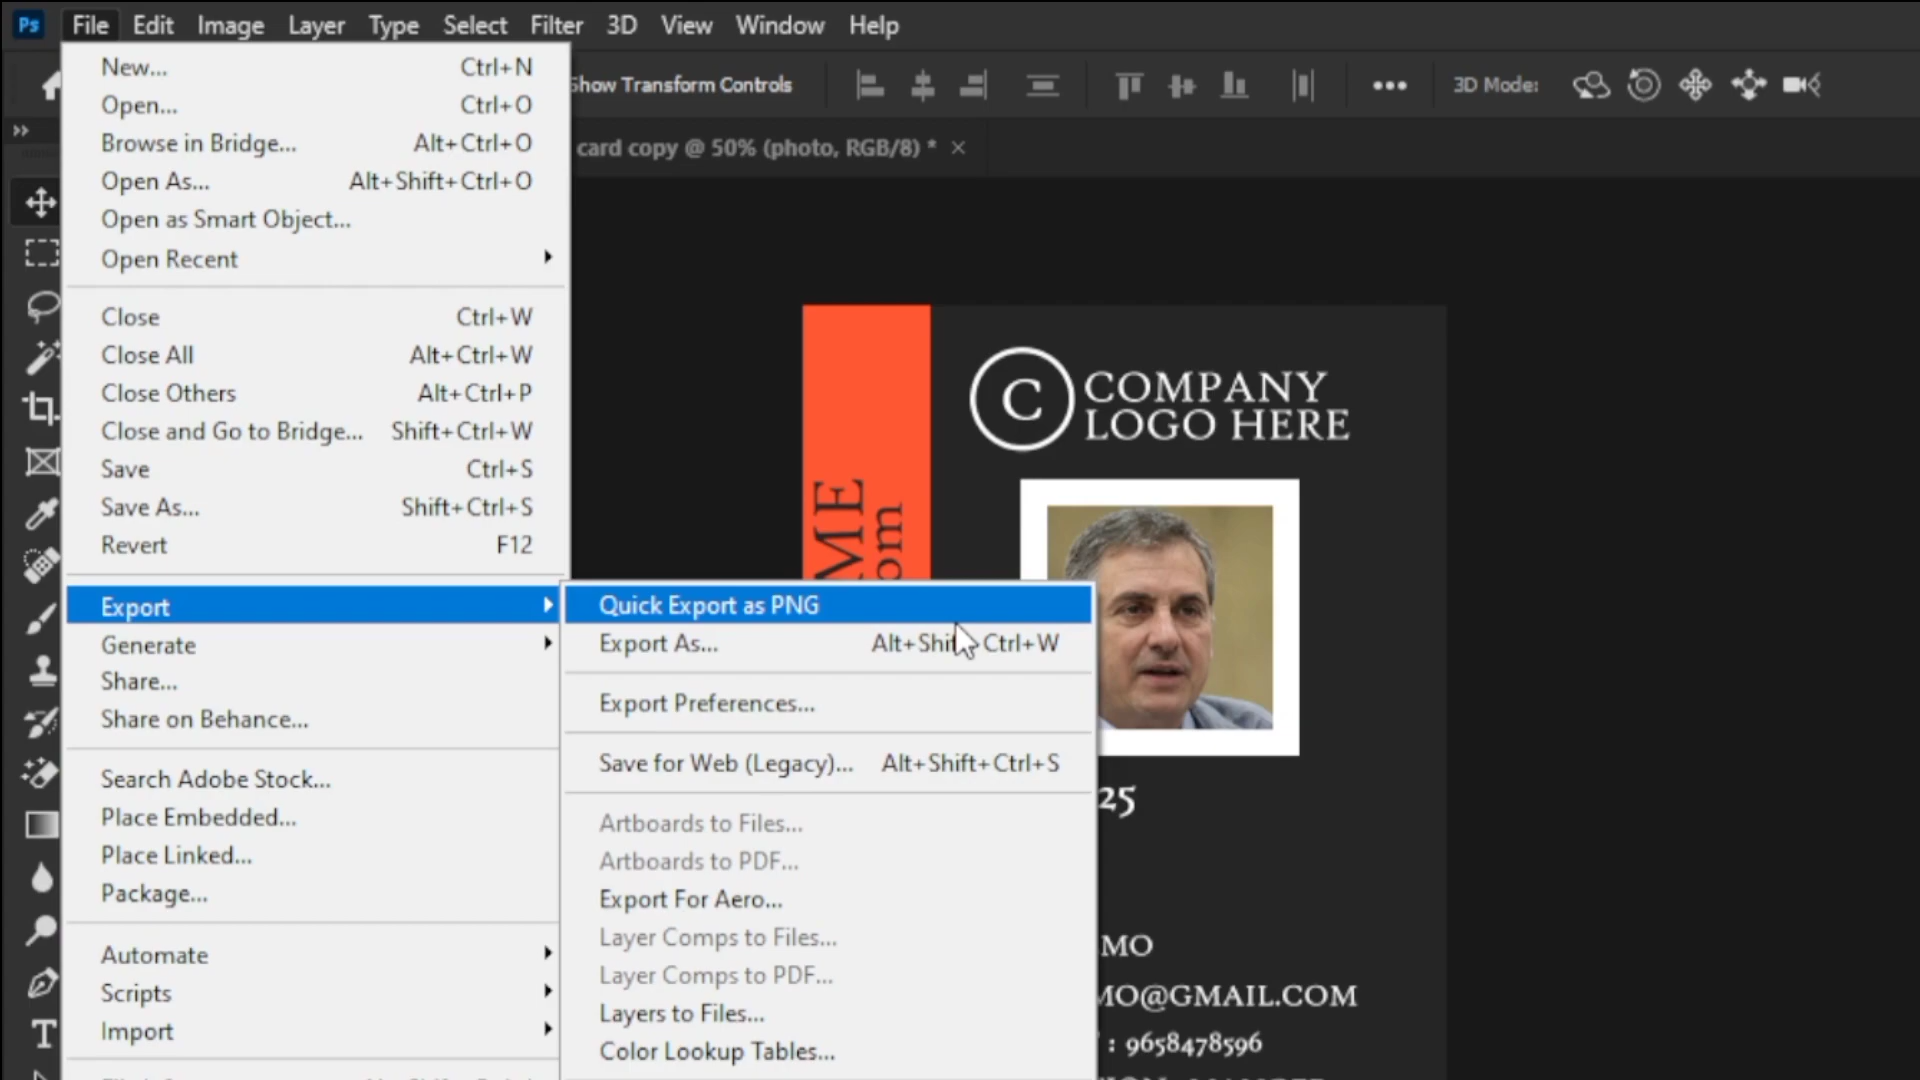 Ps File Edit Image Layer Type Select Filter 3D View Window Help
Show Transform Controls 3D Mode:
card copy @ 50% (photo, RGB/8) * ×
New... Ctrl+N
Open... Ctrl+O
Browse in Bridge... Alt+Ctrl+O
Open As... Alt+Shift+Ctrl+O
Open as Smart Object...
Open Recent
Close Ctrl+W
Close All Alt+Ctrl+W
Close Others Alt+Ctrl+P
Close and Go to Bridge... Shift+Ctrl+W
Save Ctrl+S
Save As... Shift+Ctrl+S
Revert F12
Export
Generate
Share...
Share on Behance...
Search Adobe Stock...
Place Embedded...
Place Linked...
Package...
Automate
Scripts
Import
Quick Export as PNG
Export As... Alt+Shi Ctrl+W
Export Preferences...
Save for Web (Legacy)... Alt+Shift+Ctrl+S
Artboards to Files...
Artboards to PDF...
Export For Aero...
Layer Comps to Files...
Layer Comps to PDF...
Layers to Files...
Color Lookup Tables...
C COMPANY
LOGO HERE
ME
om
25
MO
MO@GMAIL.COM
: 9658478596